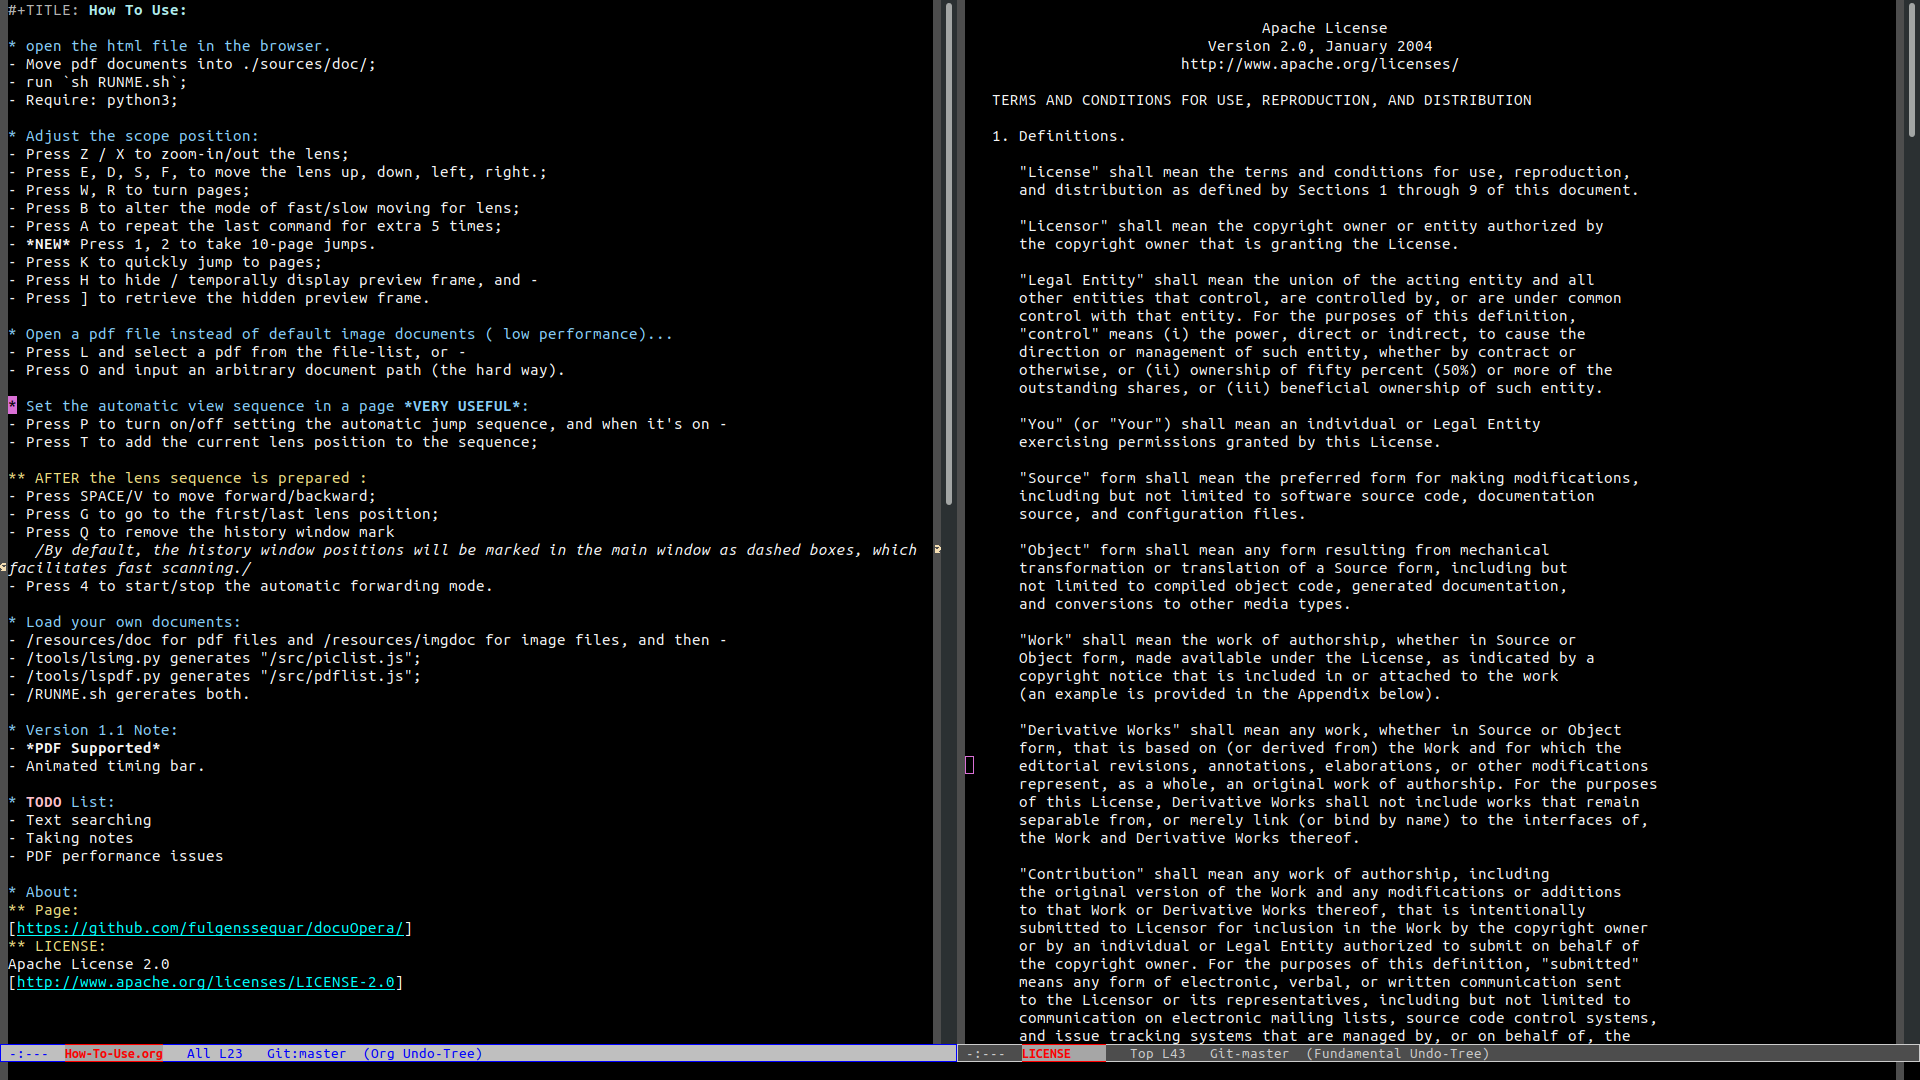 #+TITLE: How To Use:
* open the html file in the browser.
- Move pdf documents into ./sources/doc/;
- run `sh RUNME.sh`;
- Require: python3;
* Adjust the scope position:
- Press Z / X to zoom-in/out the lens;
- Press E, D, S, F, to move the lens up, down, left, right.;
- Press W, R to turn pages;
- Press B to alter the mode of fast/slow moving for lens;
- Press A to repeat the last command for extra 5 times;
- *NEW* Press 1, 2 to take 10-page jumps.
- Press K to quickly jump to pages;
- Press H to hide / temporally display preview frame, and -
- Press ] to retrieve the hidden preview frame.
* Open a pdf file instead of default image documents ( low performance)...
- Press L and select a pdf from the file-list, or -
- Press O and input an arbitrary document path (the hard way).
* Set the automatic view sequence in a page *VERY USEFUL*:
- Press P to turn on/off setting the automatic jump sequence, and when it's on -
- Press T to add the current lens position to the sequence;
** AFTER the lens sequence is prepared :
- Press SPACE/V to move forward/backward;
- Press G to go to the first/last lens position;
- Press Q to remove the history window mark
/By default, the history window positions will be marked in the main window as dashed boxes, which
facilitates fast scanning./
- Press 4 to start/stop the automatic forwarding mode.
* Load your own documents:
- /resources/doc for pdf files and /resources/imgdoc for image files, and then -
- /tools/lsimg.py generates "/src/piclist.js";
- /tools/lspdf.py generates "/src/pdflist.js";
- /RUNME.sh gererates both.
* Version 1.1 Note:
- *PDF Supported*
- Animated timing bar.
* TODO List:
- Text searching
- Taking notes
- PDF performance issues
* About:
** Page:
[https://github.com/fulgenssequar/docuOpera/]
** LICENSE:
Apache License 2.0
[http://www.apache.org/licenses/LICENSE-2.0]
-:--- How-To-Use.org All L23 Git:master (Org Undo-Tree)
Apache License
Version 2.0, January 2004
http://www.apache.org/licenses/
TERMS AND CONDITIONS FOR USE, REPRODUCTION, AND DISTRIBUTION
1. Definitions.
"License" shall mean the terms and conditions for use, reproduction,
and distribution as defined by Sections 1 through 9 of this document.
"Licensor" shall mean the copyright owner or entity authorized by
the copyright owner that is granting the License.
"Legal Entity" shall mean the union of the acting entity and all
other entities that control, are controlled by, or are under common
control with that entity. For the purposes of this definition,
"control" means (i) the power, direct or indirect, to cause the
direction or management of such entity, whether by contract or
otherwise, or (ii) ownership of fifty percent (50%) or more of the
outstanding shares, or (iii) beneficial ownership of such entity.
"You" (or "Your") shall mean an individual or Legal Entity
exercising permissions granted by this License.
"Source" form shall mean the preferred form for making modifications,
including but not limited to software source code, documentation
source, and configuration files.
"Object" form shall mean any form resulting from mechanical
transformation or translation of a Source form, including but
not limited to compiled object code, generated documentation,
and conversions to other media types.
"Work" shall mean the work of authorship, whether in Source or
Object form, made available under the License, as indicated by a
copyright notice that is included in or attached to the work
(an example is provided in the Appendix below).
"Derivative Works" shall mean any work, whether in Source or Object
form, that is based on (or derived from) the Work and for which the
editorial revisions, annotations, elaborations, or other modifications
represent, as a whole, an original work of authorship. For the purposes
of this License, Derivative Works shall not include works that remain
separable from, or merely link (or bind by name) to the interfaces of,
the Work and Derivative Works thereof.
"Contribution" shall mean any work of authorship, including
the original version of the Work and any modifications or additions
to that Work or Derivative Works thereof, that is intentionally
submitted to Licensor for inclusion in the Work by the copyright owner
or by an individual or Legal Entity authorized to submit on behalf of
the copyright owner. For the purposes of this definition, "submitted"
means any form of electronic, verbal, or written communication sent
to the Licensor or its representatives, including but not limited to
communication on electronic mailing lists, source code control systems,
and issue tracking systems that are managed by, or on behalf of, the
-:--- LICENSE Top L43 Git-master (Fundamental Undo-Tree)